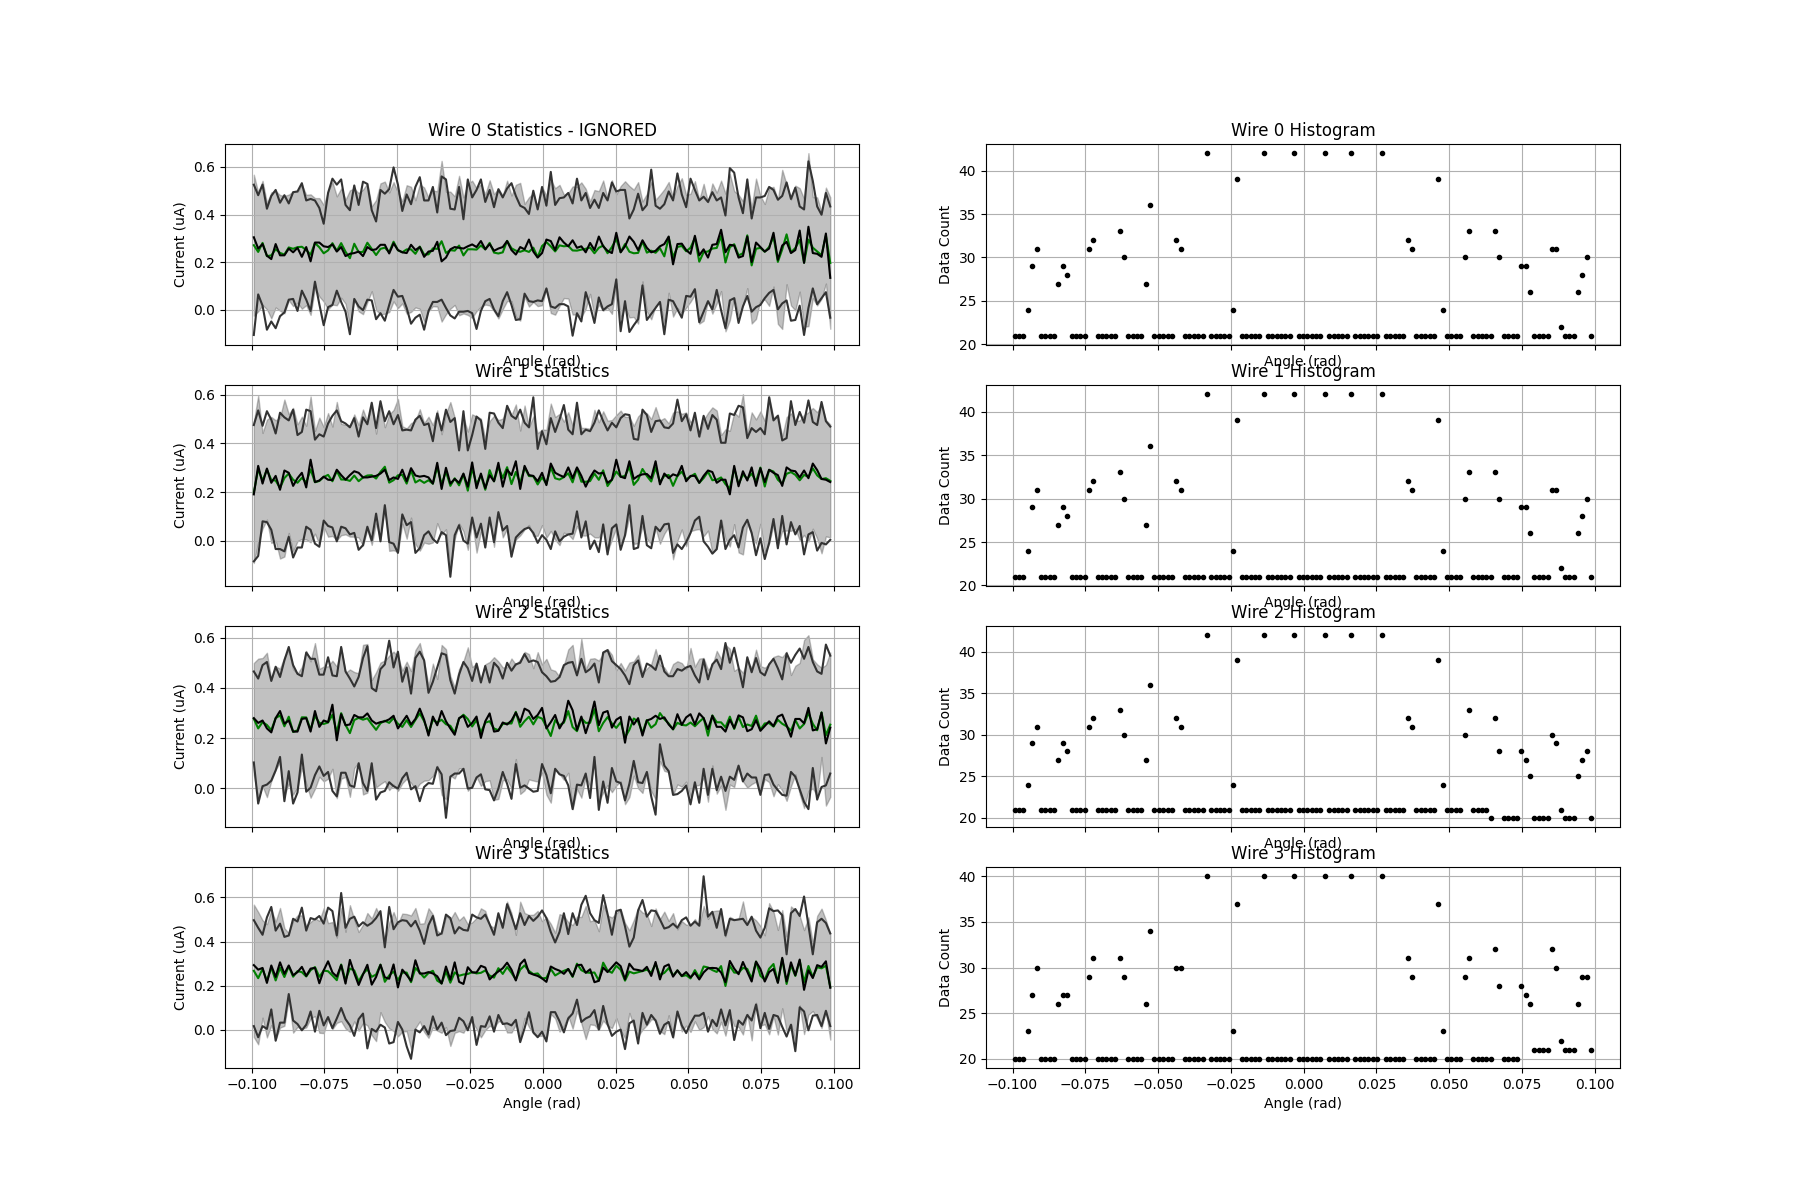 Wire 0 Statistics - IGNORED
Current (uA)
0.6
0.4
0.2
0.0
Angle (rad)
Wire 0 Histogram
Data Count
40
35
30
25
20
Angle (rad)
Wire 1 Statistics
Current (uA)
0.6
0.4
0.2
0.0
Angle (rad)
Wire 1 Histogram
Data Count
40
35
30
25
20
Angle (rad)
Wire 2 Statistics
Current (uA)
0.6
0.4
0.2
0.0
Angle (rad)
Wire 2 Histogram
Data Count
40
35
30
25
20
Angle (rad)
Wire 3 Statistics
Current (uA)
0.6
0.4
0.2
0.0
−0.100 −0.075 −0.050 −0.025 0.000 0.025 0.050 0.075 0.100
Angle (rad)
Wire 3 Histogram
Data Count
40
35
30
25
20
−0.100 −0.075 −0.050 −0.025 0.000 0.025 0.050 0.075 0.100
Angle (rad)